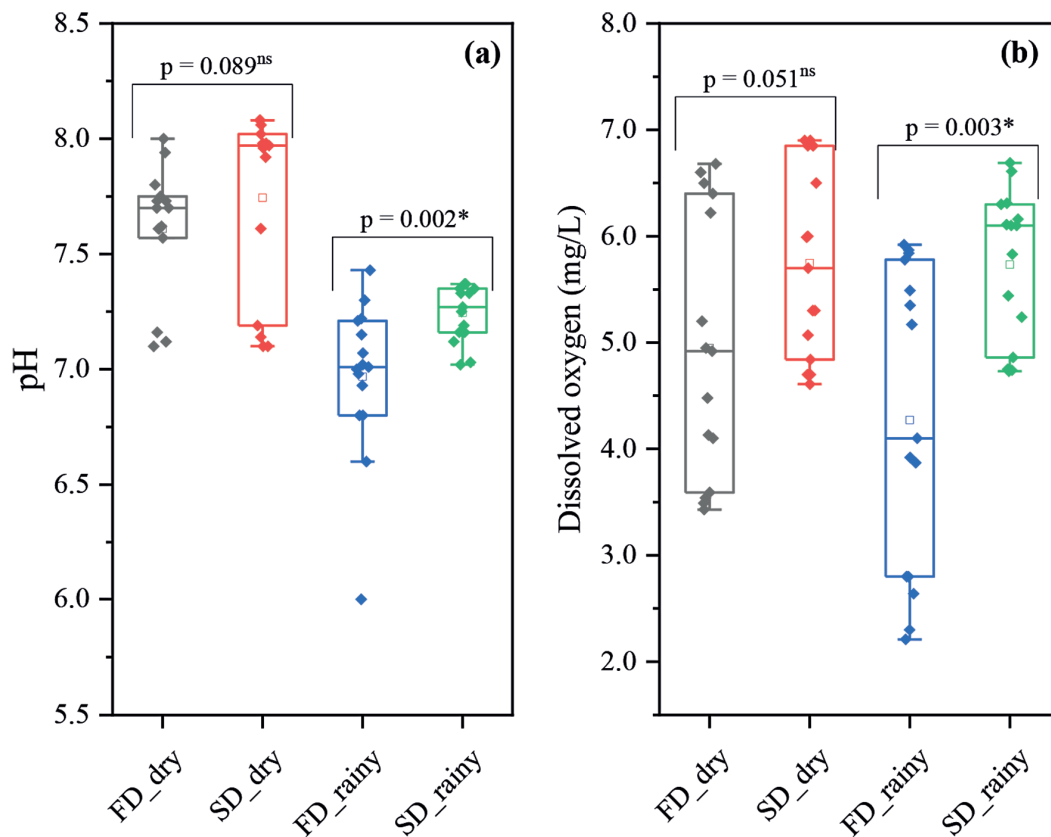 (a)
pH
8.5
8.0
7.5
7.0
6.5
6.0
5.5
p = 0.089ns
p = 0.002*
FD_dry
SD_dry
FD_rainy
SD_rainy
(b)
Dissolved oxygen (mg/L)
8.0
7.0
6.0
5.0
4.0
3.0
2.0
p = 0.051ns
p = 0.003*
FD_dry
SD_dry
FD_rainy
SD_rainy